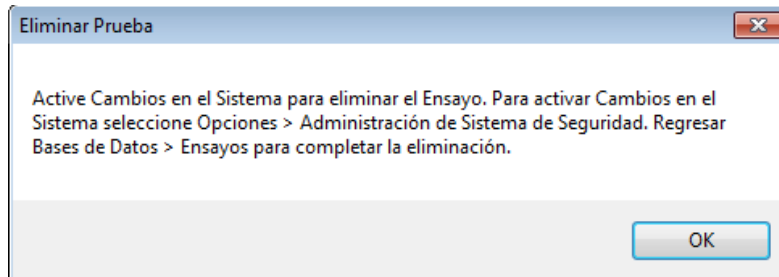 Eliminar Prueba
Active Cambios en el Sistema para eliminar el Ensayo. Para activar Cambios en el
Sistema seleccione Opciones > Administración de Sistema de Seguridad. Regresar
Bases de Datos > Ensayos para completar la eliminación.
OK